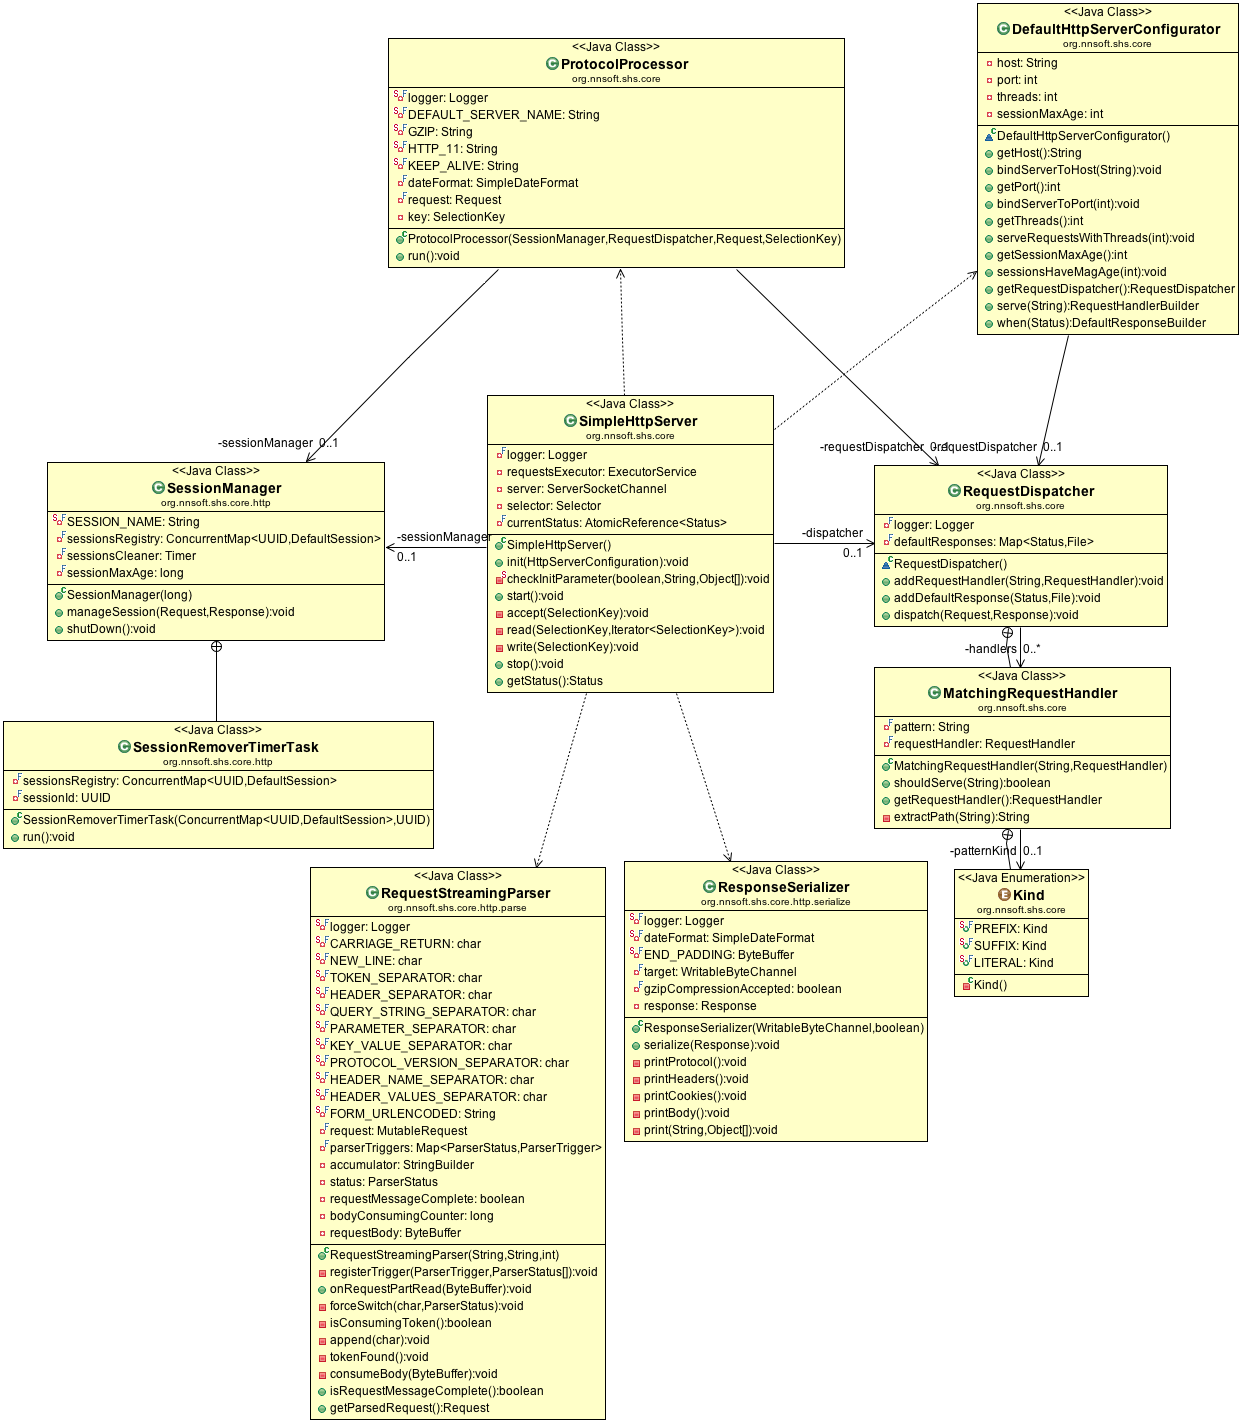 <<Java Class>>
ProtocolProcessor
org.nnsoft.shs.core
logger: Logger
DEFAULT_SERVER_NAME: String
GZIP: String
HTTP_11: String
KEEP_ALIVE: String
dateFormat: SimpleDateFormat
request: Request
key: SelectionKey
ProtocolProcessor(SessionManager,RequestDispatcher,Request,SelectionKey)
run():void
<<Java Class>>
DefaultHttpServerConfigurator
org.nnsoft.shs.core
host: String
port: int
threads: int
sessionMaxAge: int
DefaultHttpServerConfigurator()
getHost():String
bindServerToHost(String):void
getPort():int
bindServerToPort(int):void
getThreads():int
serveRequestsWithThreads(int):void
getSessionMaxAge():int
sessionsHaveMagAge(int):void
getRequestDispatcher():RequestDispatcher
serve(String):RequestHandlerBuilder
when(Status):DefaultResponseBuilder
-sessionManager 0..1
-requestDispatcher 0..1
-requestDispatcher 0..1
<<Java Class>>
SimpleHttpServer
org.nnsoft.shs.core
logger: Logger
requestsExecutor: ExecutorService
server: ServerSocketChannel
selector: Selector
currentStatus: AtomicReference<Status>
SimpleHttpServer()
init(HttpServerConfiguration):void
checkInitParameter(boolean,String,Object[]):void
start():void
accept(SelectionKey):void
read(SelectionKey,Iterator<SelectionKey>):void
write(SelectionKey):void
stop():void
getStatus():Status
-sessionManager
0..1
-dispatcher
0..1
<<Java Class>>
SessionManager
org.nnsoft.shs.core.http
SESSION_NAME: String
sessionsRegistry: ConcurrentMap<UUID,DefaultSession>
sessionsCleaner: Timer
sessionMaxAge: long
SessionManager(long)
manageSession(Request,Response):void
shutDown():void
<<Java Class>>
RequestDispatcher
org.nnsoft.shs.core
logger: Logger
defaultResponses: Map<Status,File>
RequestDispatcher()
addRequestHandler(String,RequestHandler):void
addDefaultResponse(Status,File):void
dispatch(Request,Response):void
-handlers 0..*
<<Java Class>>
MatchingRequestHandler
org.nnsoft.shs.core
pattern: String
requestHandler: RequestHandler
MatchingRequestHandler(String,RequestHandler)
shouldServe(String):boolean
getRequestHandler():RequestHandler
extractPath(String):String
-patternKind 0..1
<<Java Enumeration>>
Kind
org.nnsoft.shs.core
PREFIX: Kind
SUFFIX: Kind
LITERAL: Kind
Kind()
<<Java Class>>
SessionRemoverTimerTask
org.nnsoft.shs.core.http
sessionsRegistry: ConcurrentMap<UUID,DefaultSession>
sessionId: UUID
SessionRemoverTimerTask(ConcurrentMap<UUID,DefaultSession>,UUID)
run():void
<<Java Class>>
RequestStreamingParser
org.nnsoft.shs.core.http.parse
logger: Logger
CARRIAGE_RETURN: char
NEW_LINE: char
TOKEN_SEPARATOR: char
HEADER_SEPARATOR: char
QUERY_STRING_SEPARATOR: char
PARAMETER_SEPARATOR: char
KEY_VALUE_SEPARATOR: char
PROTOCOL_VERSION_SEPARATOR: char
HEADER_NAME_SEPARATOR: char
HEADER_VALUES_SEPARATOR: char
FORM_URLENCODED: String
request: MutableRequest
parserTriggers: Map<ParserStatus,ParserTrigger>
accumulator: StringBuilder
status: ParserStatus
requestMessageComplete: boolean
bodyConsumingCounter: long
requestBody: ByteBuffer
RequestStreamingParser(String,String,int)
registerTrigger(ParserTrigger,ParserStatus[]):void
onRequestPartRead(ByteBuffer):void
forceSwitch(char,ParserStatus):void
isConsumingToken():boolean
append(char):void
tokenFound():void
consumeBody(ByteBuffer):void
isRequestMessageComplete():boolean
getParsedRequest():Request
<<Java Class>>
ResponseSerializer
org.nnsoft.shs.core.http.serialize
logger: Logger
dateFormat: SimpleDateFormat
END_PADDING: ByteBuffer
target: WritableByteChannel
gzipCompressionAccepted: boolean
response: Response
ResponseSerializer(WritableByteChannel,boolean)
serialize(Response):void
printProtocol():void
printHeaders():void
printCookies():void
printBody():void
print(String,Object[]):void